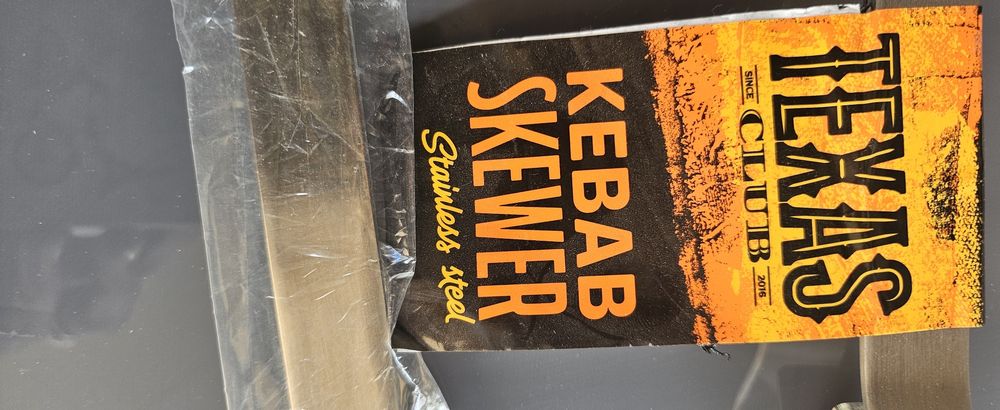 TEXAS
SINCE CLUB 2016
KEBAB
SKEWER
Stainless steel